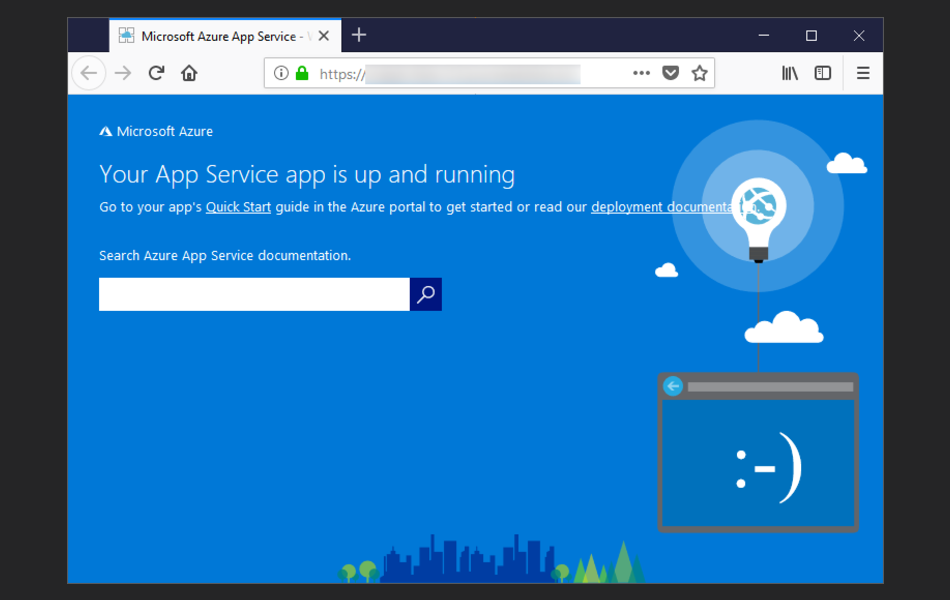 Microsoft Azure App Service -
https://
Microsoft Azure
Your App Service app is up and running
Go to your app's Quick Start guide in the Azure portal to get started or read our deployment documentation.
Search Azure App Service documentation.
:-)